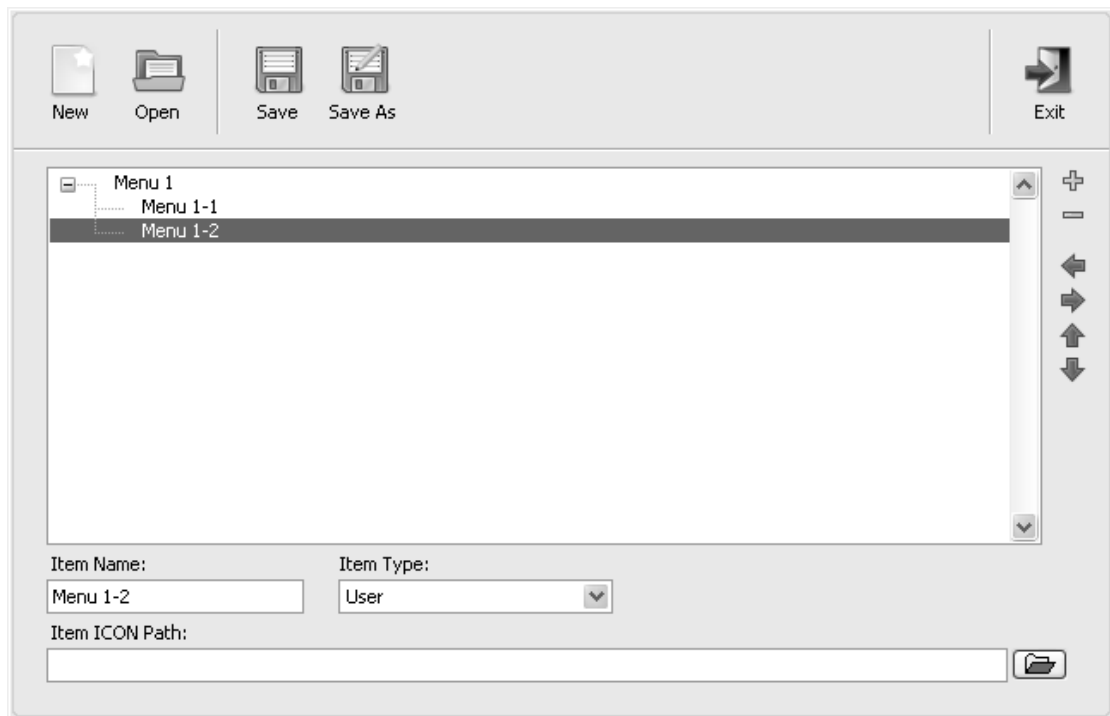 New Open Save Save As Exit
Menu 1
Menu 1-1
Menu 1-2
Item Name: Item Type:
Menu 1-2 User
Item ICON Path: